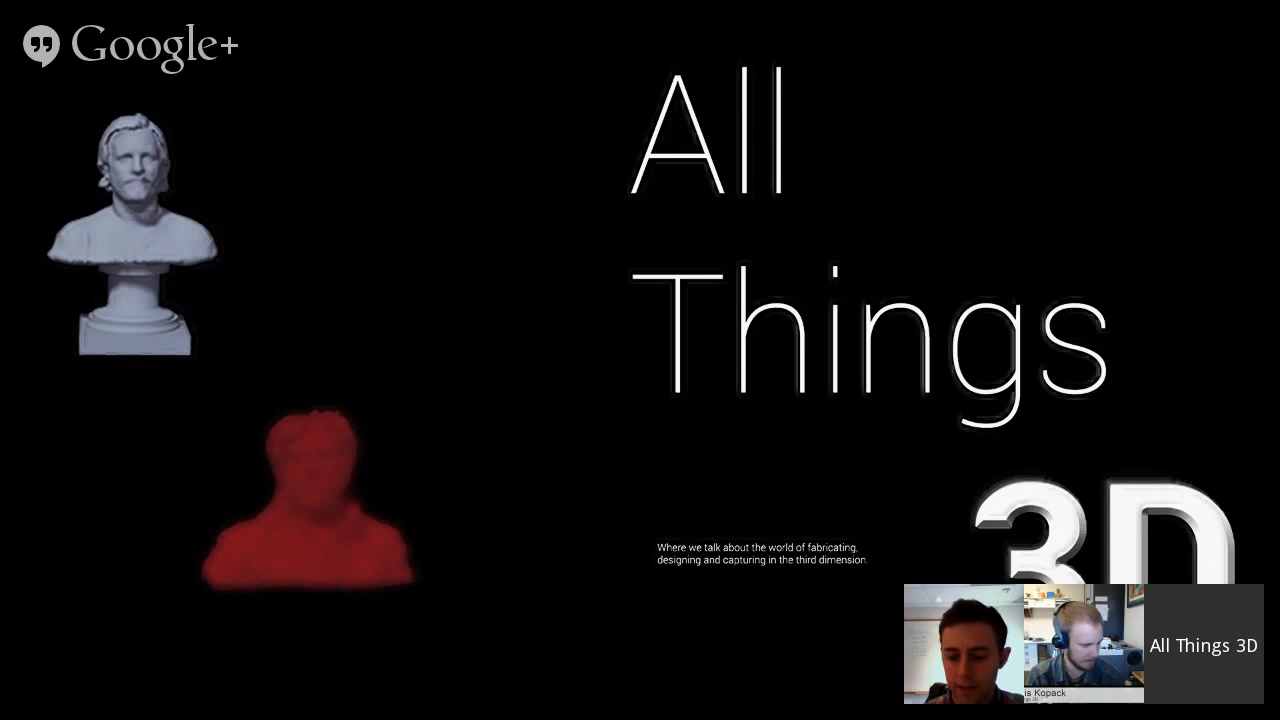 Google+
All
Things
3D
Where we talk about the world of fabricating,
designing and capturing in the third dimension.
is Kopack
All Things 3D